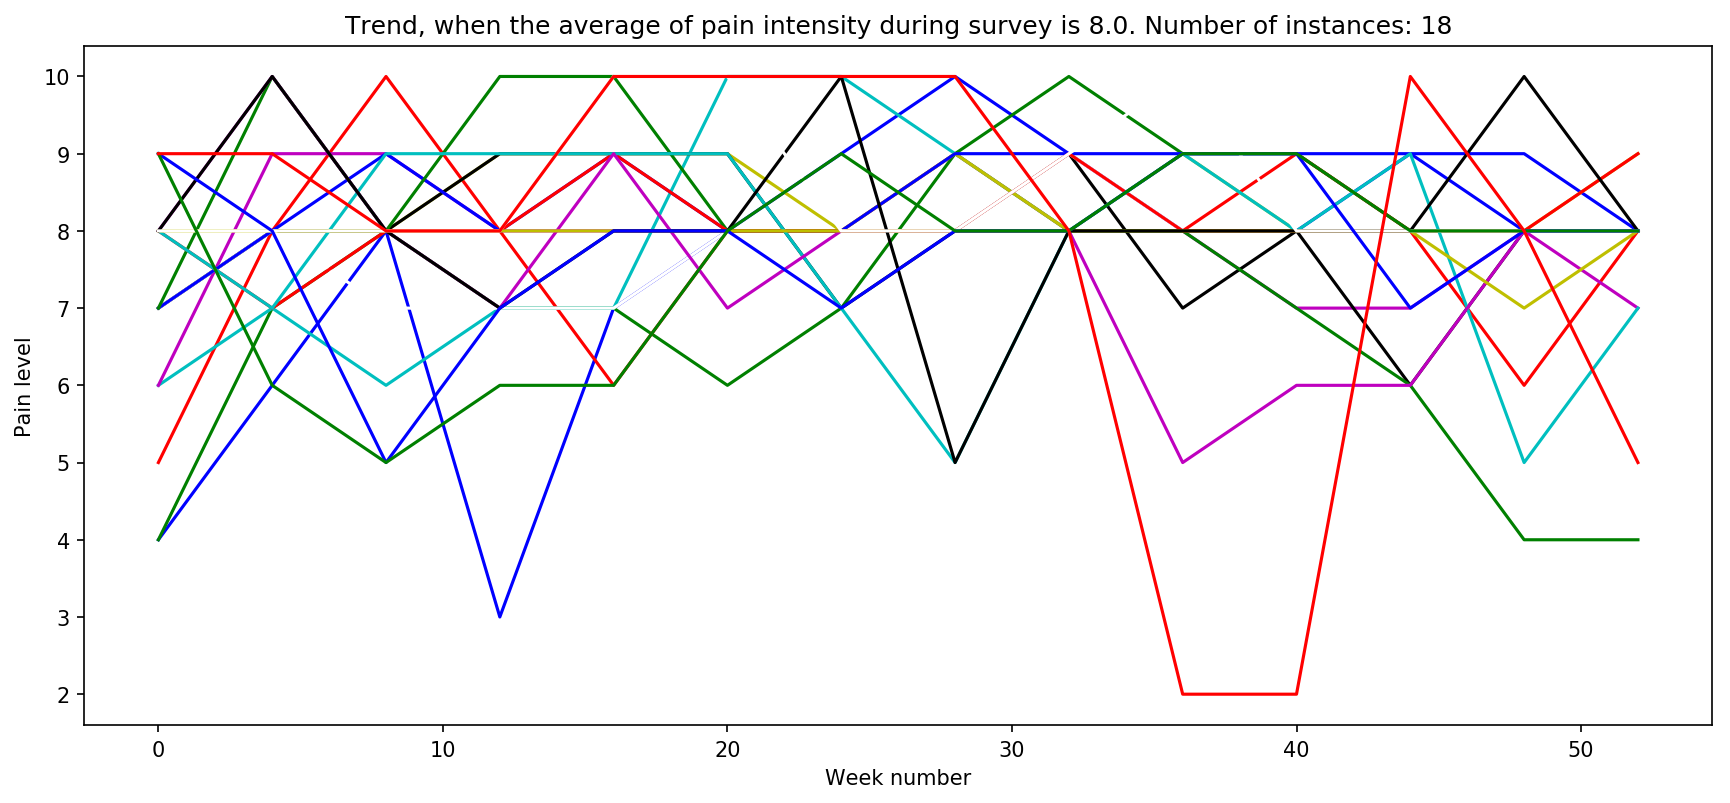 Trend, when the average of pain intensity during survey is 8.0. Number of instances: 18
10
9
8
7
6
5
4
3
2
Pain level
0 10 20 30 40 50
Week number